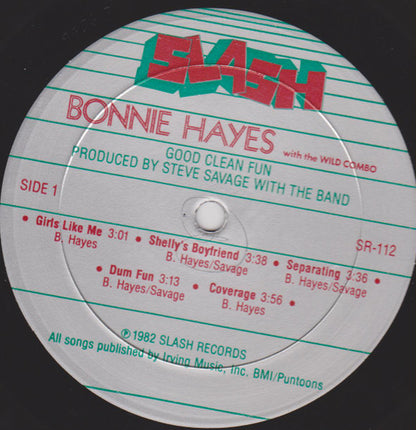 SLASH
BONNIE HAYES with the WILD COMBO
GOOD CLEAN FUN
PRODUCED BY STEVE SAVAGE WITH THE BAND
SIDE 1
SR-112
• Girls Like Me 3:01 • Shelly's Boyfriend 3:38 • Separating 3:36 •
B. Hayes B. Hayes/Savage B. Hayes/Savage
• Dum Fun 3:13 • Coverage 3:56 •
B. Hayes/Savage B. Hayes
℗ 1982 SLASH RECORDS
All songs published by Irving Music, Inc. BMI/Puntoons